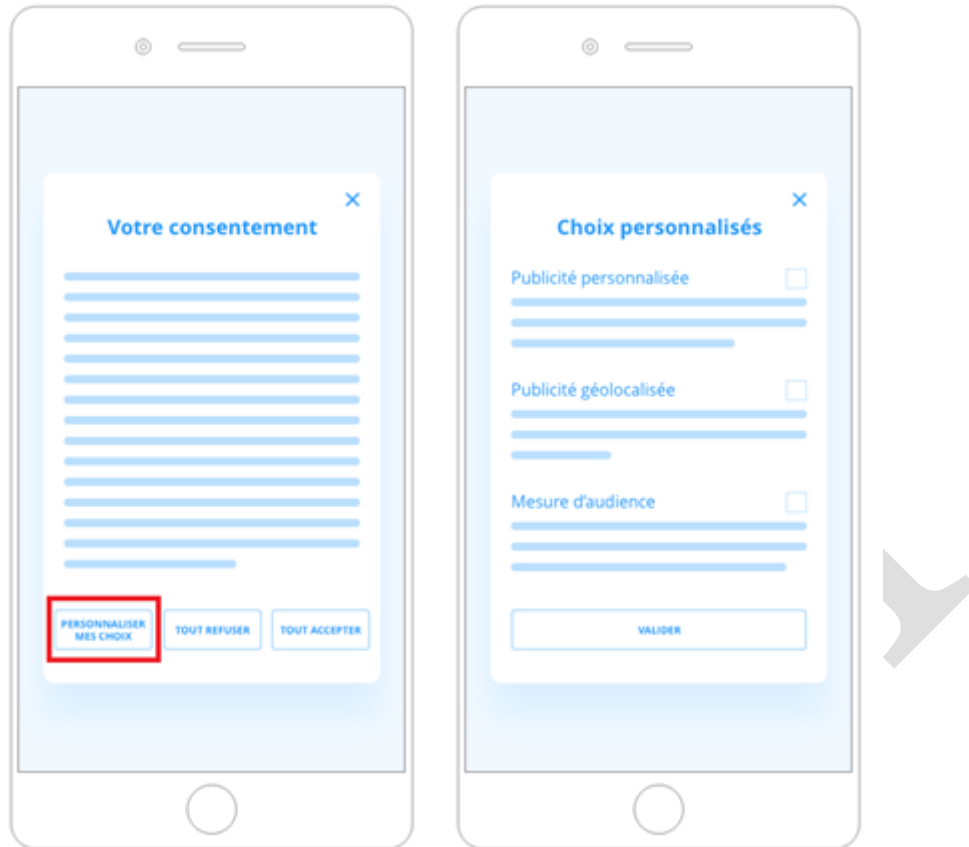 Votre consentement
PERSONNALISER
MES CHOIX
TOUT REFUSER
TOUT ACCEPTER
Choix personnalisés
Publicité personnalisée
Publicité géolocalisée
Mesure d'audience
VALIDER